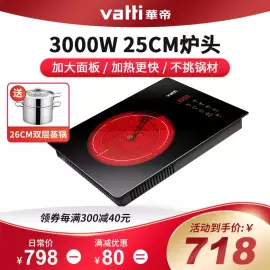 vatti 華帝
3000W 25CM炉头
加大面板/加热更快/不挑锅材
送
26CM双层蒸锅
vatti
领券每满300减40元
活动到手价:¥
日常价 满减优惠
798 - 80 = 718